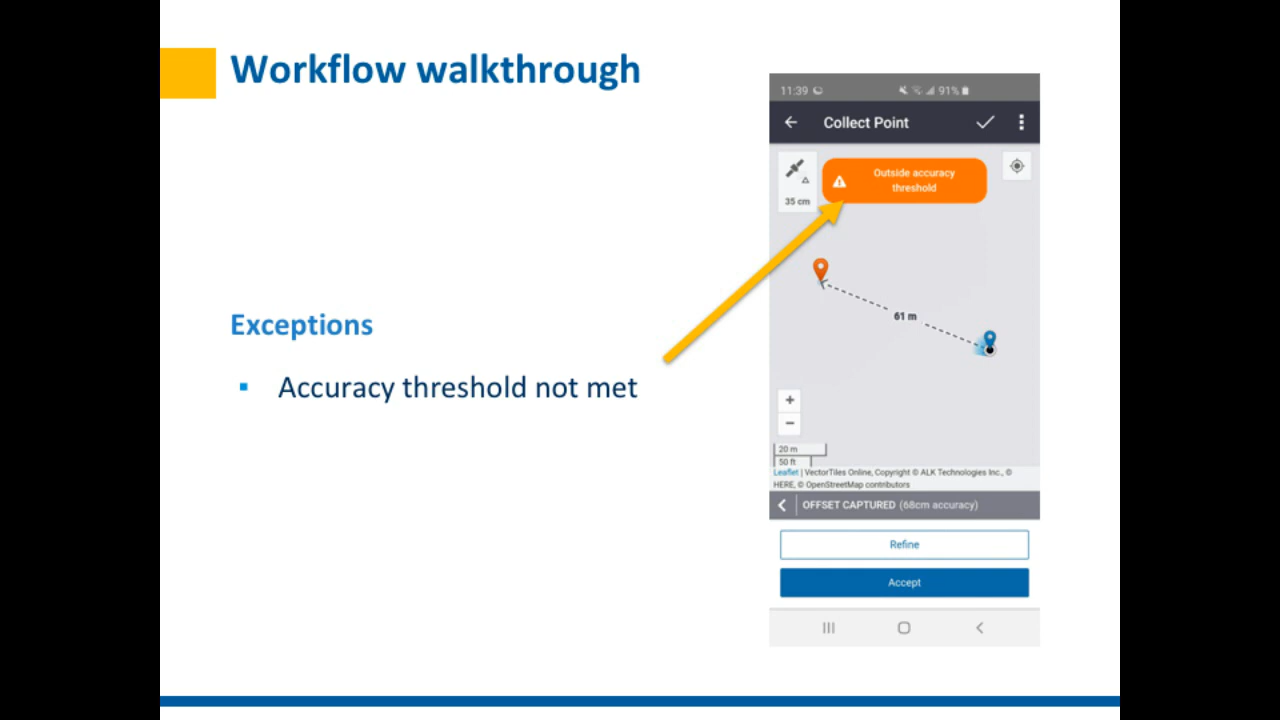 Workflow walkthrough
Exceptions
▪ Accuracy threshold not met
11:39
91%
Collect Point
Outside accuracy
threshold
35 cm
61 m
+
−
20 m
50 ft
Leaflet | VectorTiles Online, Copyright © ALK Technologies Inc., ©
HERE, © OpenStreetMap contributors
OFFSET CAPTURED (68cm accuracy)
Refine
Accept